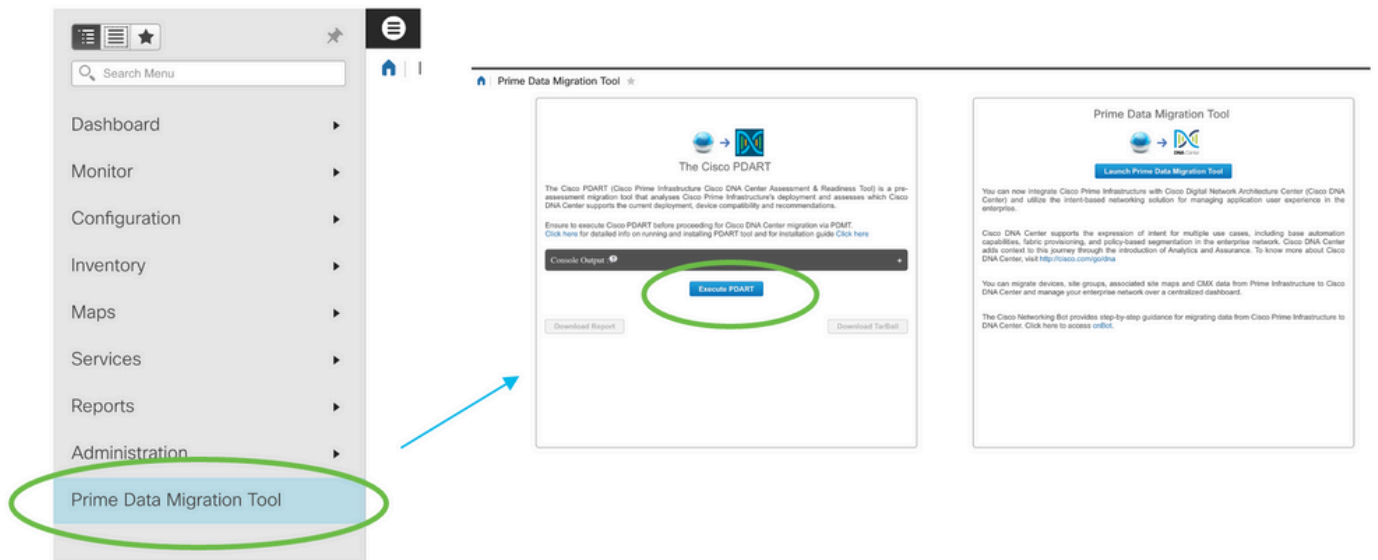 Search Menu
Dashboard
Monitor
Configuration
Inventory
Maps
Services
Reports
Administration
Prime Data Migration Tool
Prime Data Migration Tool
The Cisco PDART
The Cisco PDART (Cisco Prime Infrastructure Cisco DNA Center Assessment & Readiness Tool) is a pre-
assessment migration tool that analyses Cisco Prime Infrastructure's deployment and assesses which Cisco
DNA Center supports the current deployment, device compatibility and recommendations.
Ensure to execute Cisco PDART before proceeding for Cisco DNA Center migration via PDMT.
Click here for detailed info on running and installing PDART tool and for installation guide Click here
Console Output :
Execute PDART
Download Report
Download TarBall
Prime Data Migration Tool
DNA Center
Launch Prime Data Migration Tool
You can now integrate Cisco Prime Infrastructure with Cisco Digital Network Architecture Center (Cisco DNA
Center) and utilize the intent-based networking solution for managing application user experience in the
enterprise.
Cisco DNA Center supports the expression of intent for multiple use cases, including base automation
capabilities, fabric provisioning, and policy-based segmentation in the enterprise network. Cisco DNA Center
adds context to this journey through the introduction of Analytics and Assurance. To know more about Cisco
DNA Center, visit http://cisco.com/go/dna
You can migrate devices, site groups, associated site maps and CMX data from Prime Infrastructure to Cisco
DNA Center and manage your enterprise network over a centralized dashboard.
The Cisco Networking Bot provides step-by-step guidance for migrating data from Cisco Prime Infrastructure to
DNA Center. Click here to access onBot.